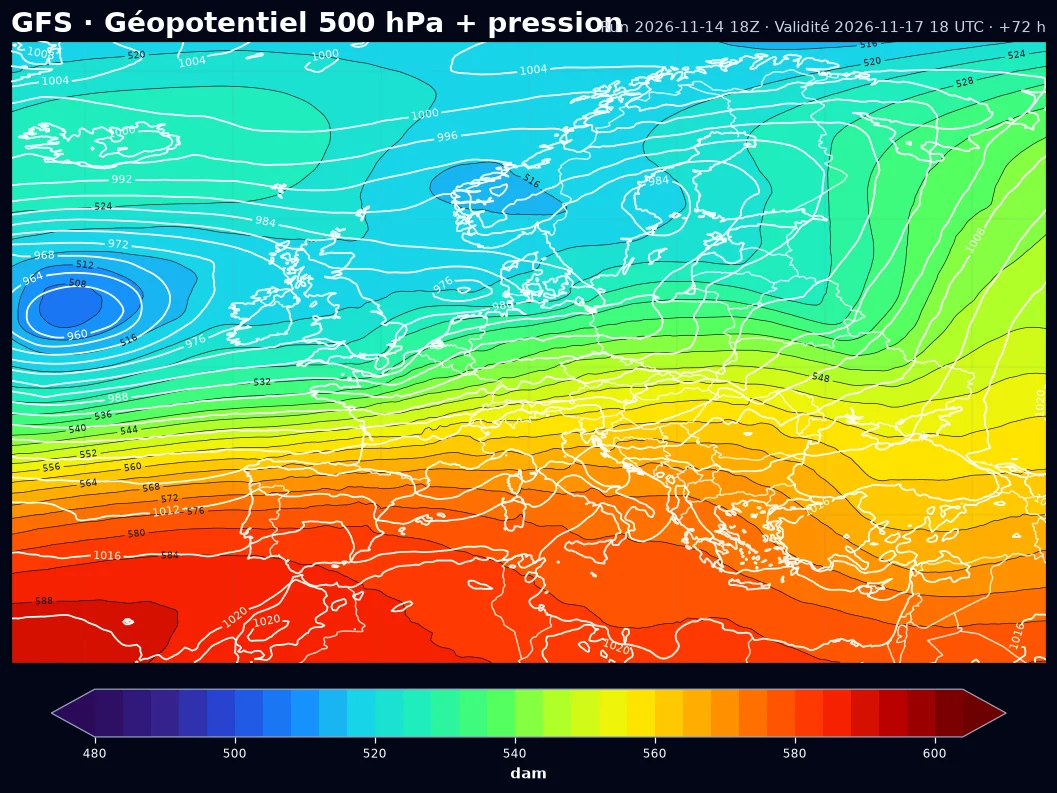 GFS · Géopotentiel 500 hPa + pression
Run 2026-11-14 18Z · Validité 2026-11-17 18 UTC · +72 h
1008 520 1004 1000 1004 516 520 524
1004 528
1000 996
1000
992 984 516
524 984
972 1008
968 512
964 508 976
960 516 976 980
532 548
988
536 1020
540 544
552
556 560
564 568
572
1012 576 1016
580
1016 584
588
1020 1020
1020 1016
480 500 520 540 560 580 600
dam